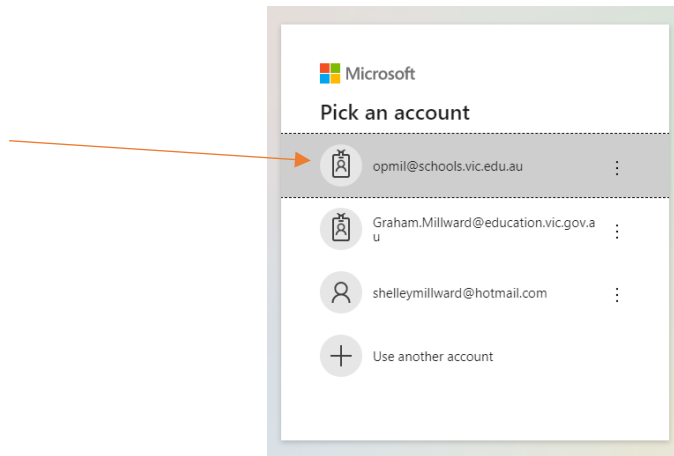 Microsoft
Pick an account
opmil@schools.vic.edu.au
Graham.Millward@education.vic.gov.a
u
shelleymillward@hotmail.com
Use another account